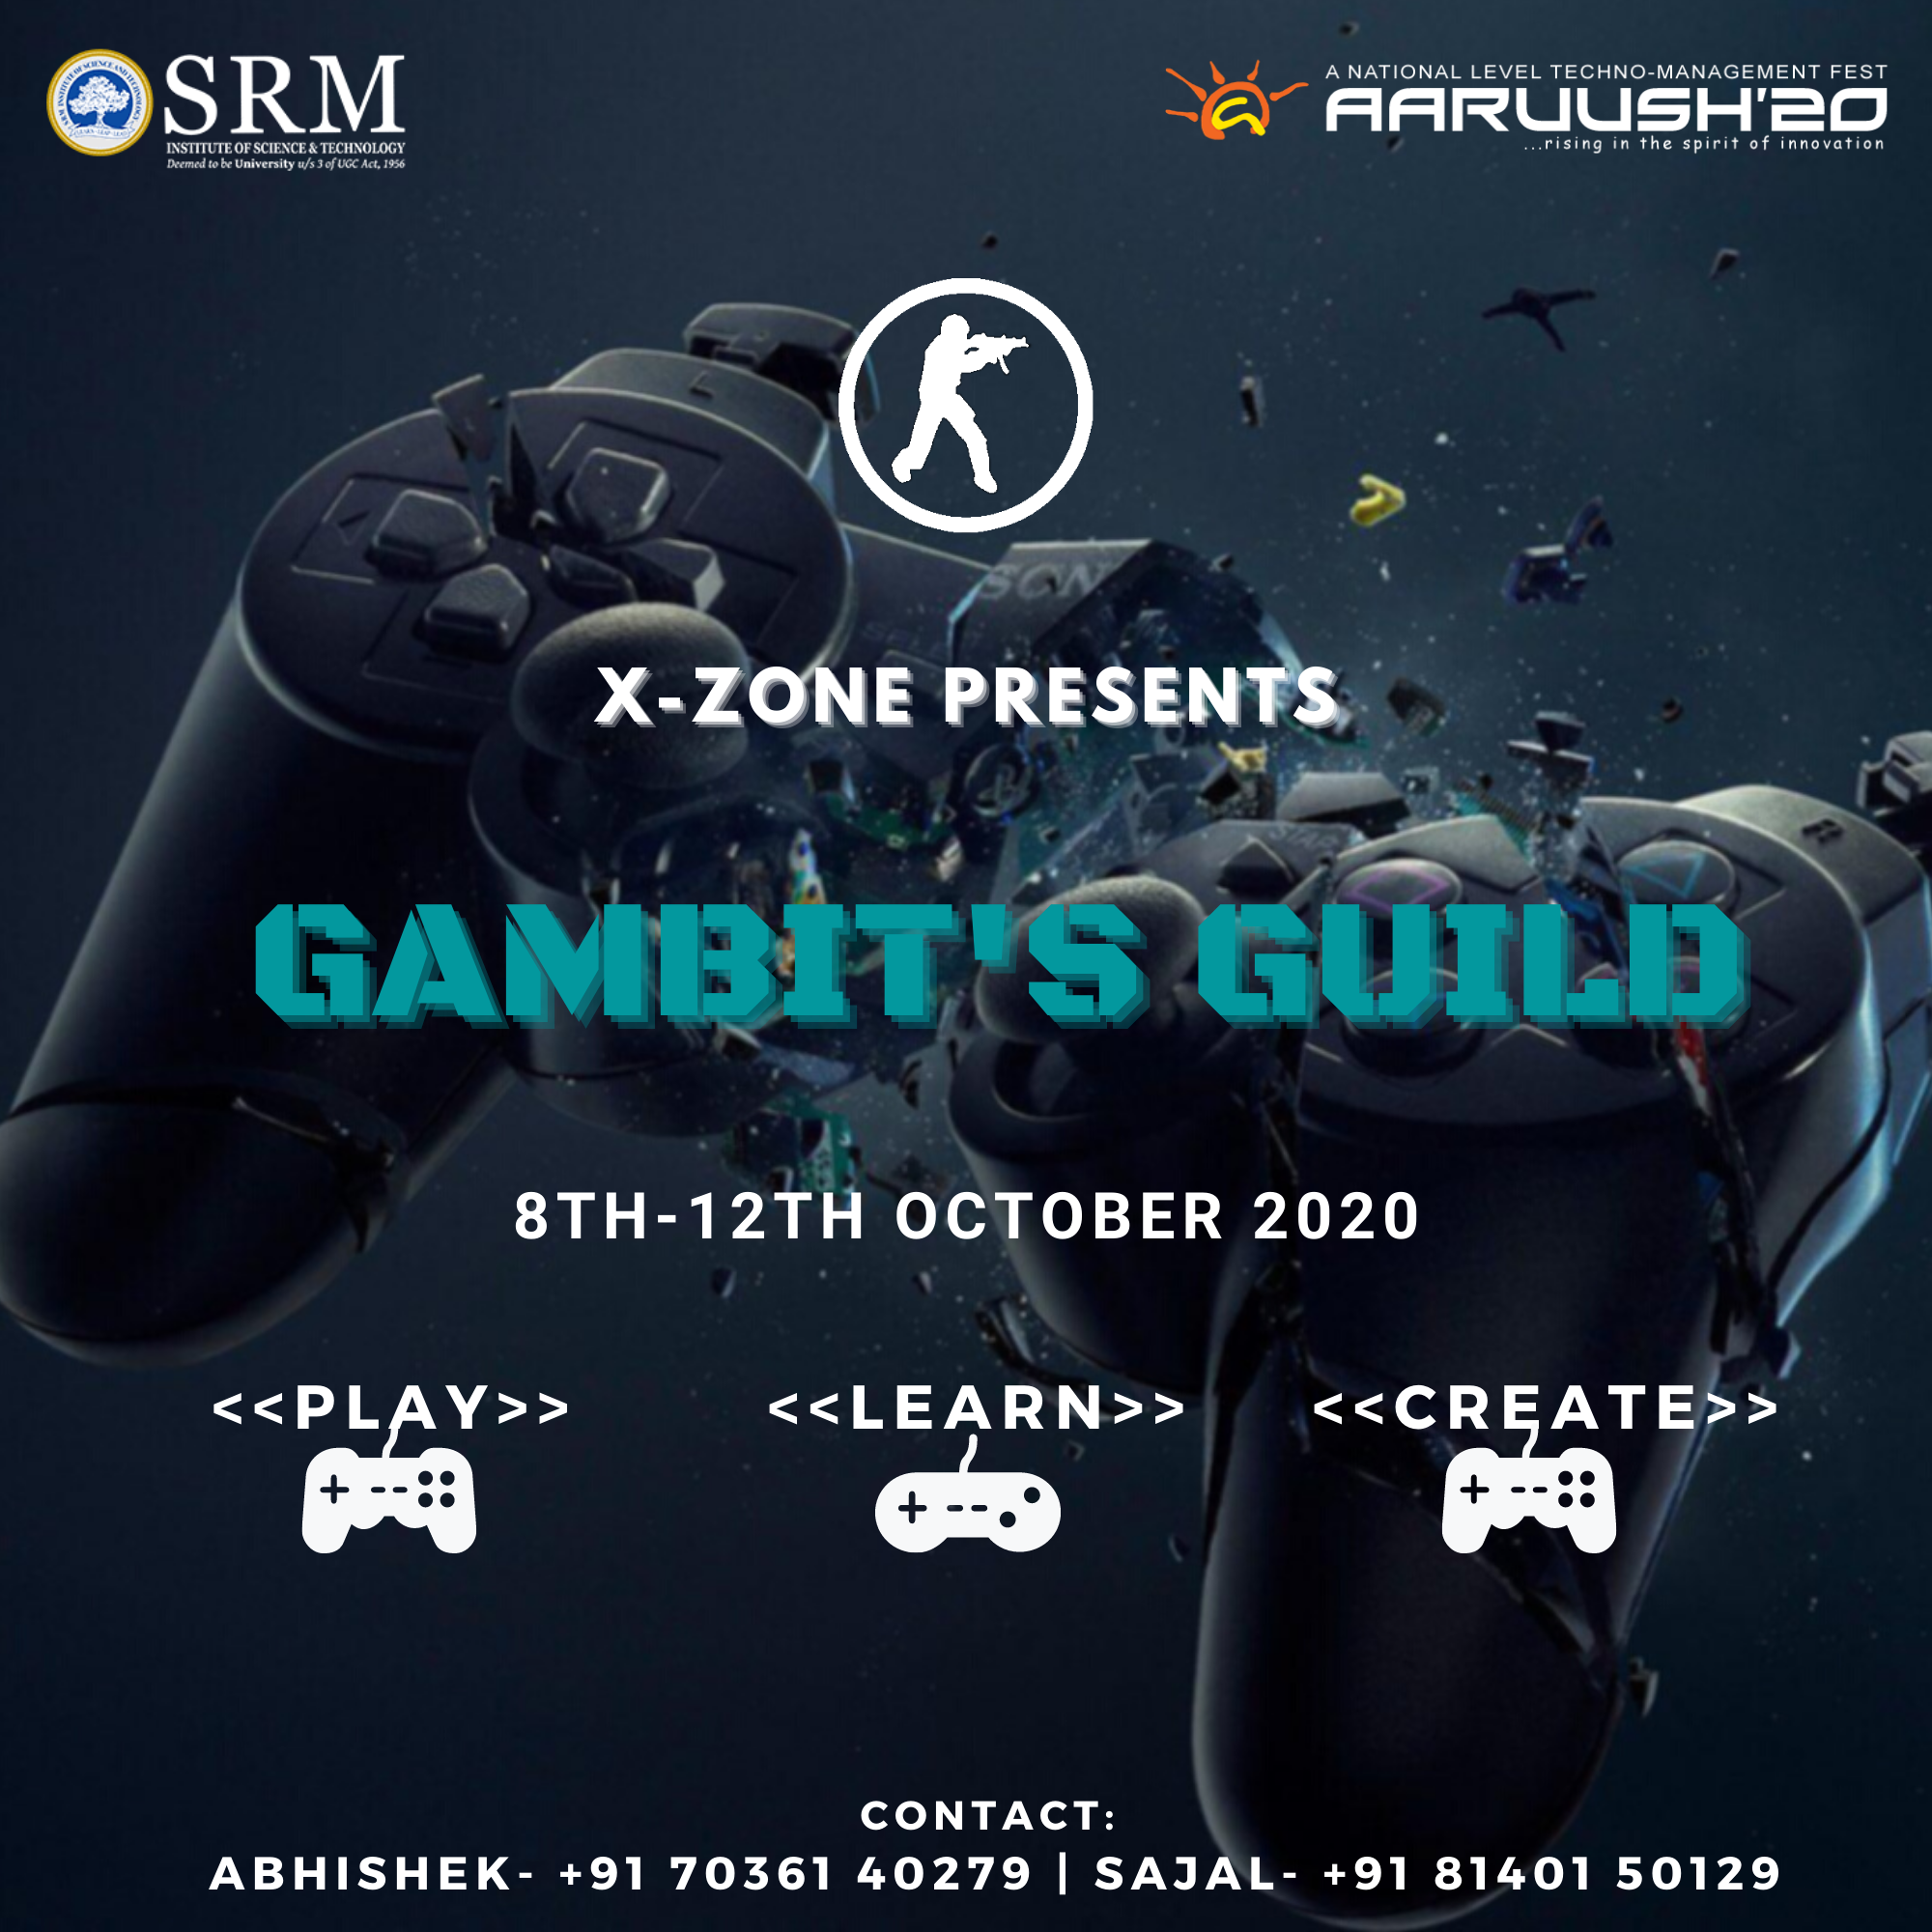 SRM
INSTITUTE OF SCIENCE & TECHNOLOGY
Deemed to be University u/s 3 of UGC Act, 1956
A NATIONAL LEVEL TECHNO-MANAGEMENT FEST
AARUUSH'20
...rising in the spirit of innovation
X-ZONE PRESENTS
GAMBIT'S GUILD
8TH-12TH OCTOBER 2020
<<PLAY>> <<LEARN>> <<CREATE>>
CONTACT:
ABHISHEK- +91 70361 40279 | SAJAL- +91 81401 50129